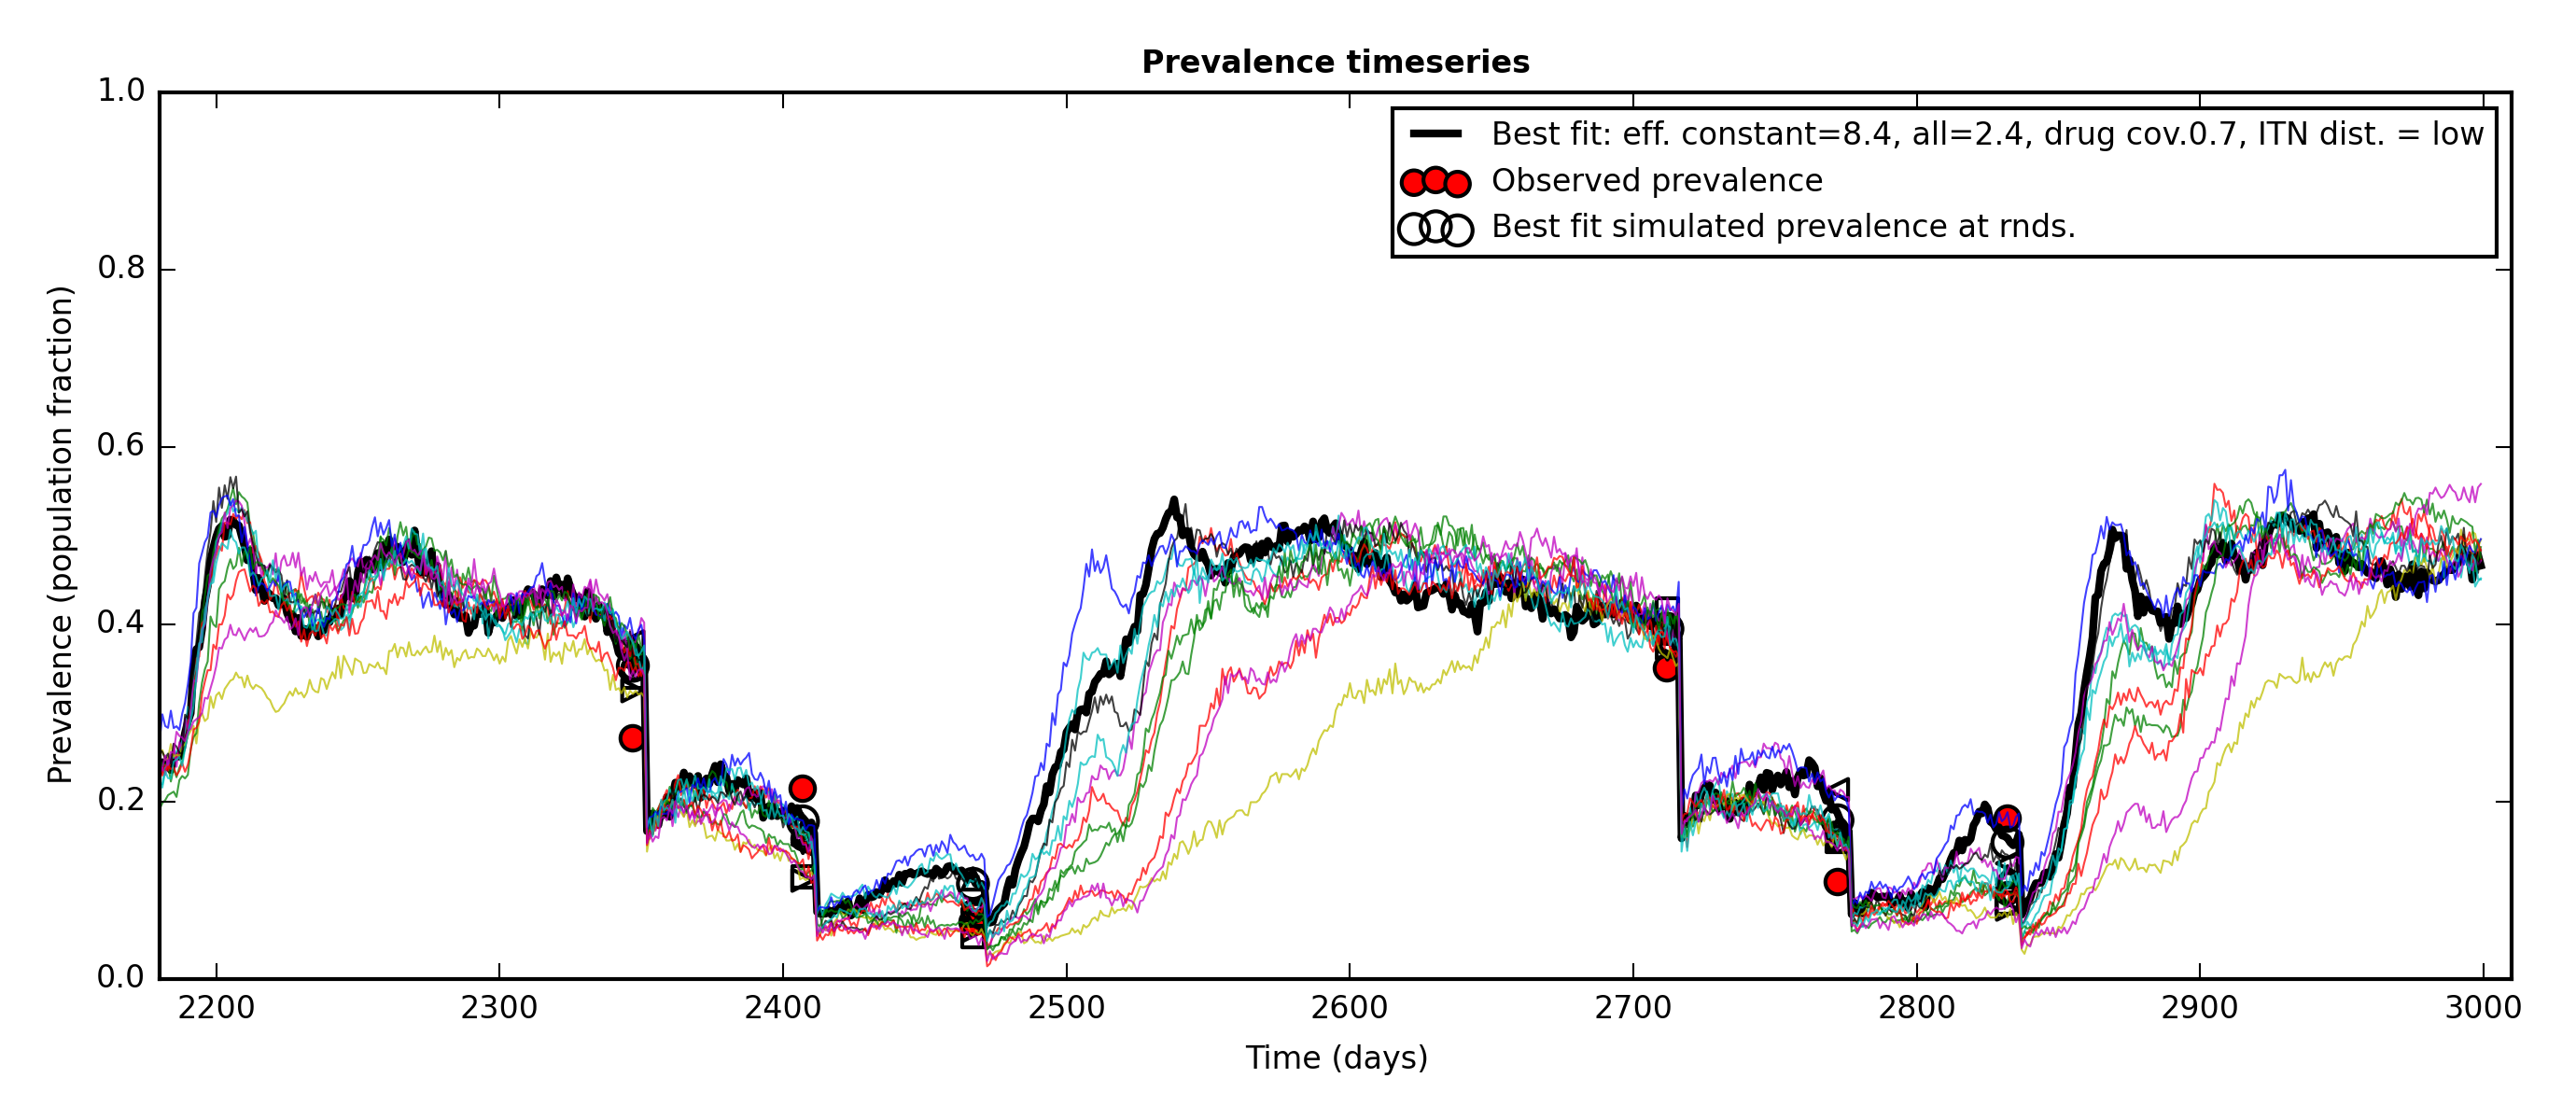 Prevalence timeseries
1.0
0.8
0.6
0.4
0.2
0.0
Prevalence (population fraction)
Best fit: eff. constant=8.4, all=2.4, drug cov.0.7, ITN dist. = low
Observed prevalence
Best fit simulated prevalence at rnds.
2200 2300 2400 2500 2600 2700 2800 2900 3000
Time (days)